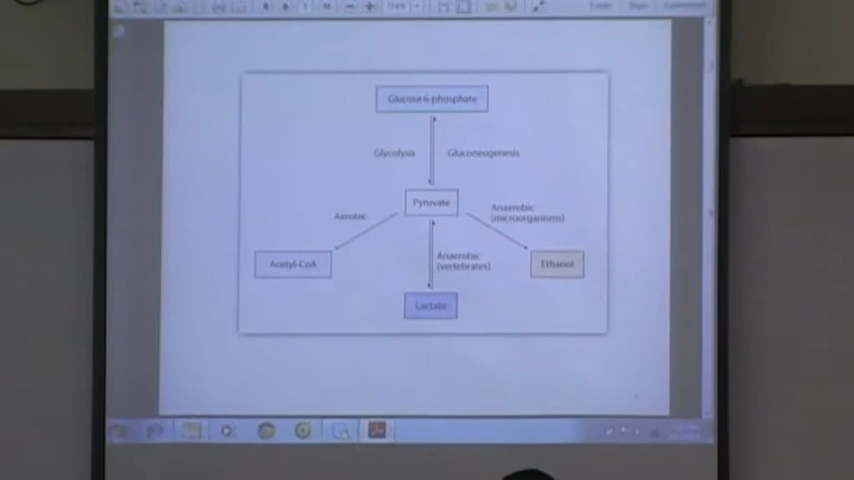 Glucose 6-phosphate
Glycolysis
Gluconeogenesis
Pyruvate
Aerobic
Anaerobic
(microorganisms)
Acetyl-CoA
Anaerobic
(vertebrates)
Ethanol
Lactate